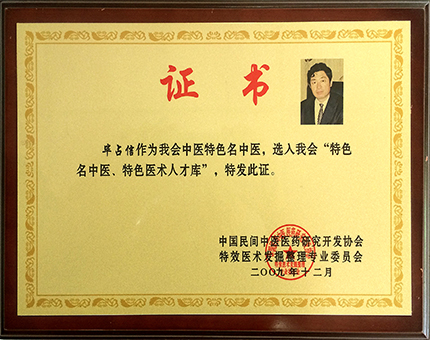 证书
牟占信作为我会中医特色名中医，选入我会“特色
名中医、特色医术人才库”，特发此证。
中国民间中医医药研究开发协会
特效医术发掘整理专业委员会
二〇〇九年十二月